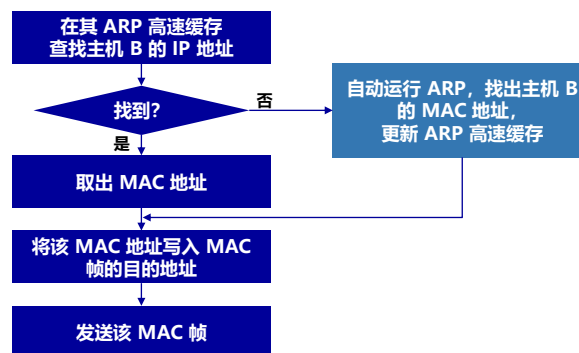 在其 ARP 高速缓存
查找主机 B 的 IP 地址
找到?
否
自动运行 ARP，找出主机 B
的 MAC 地址，
更新 ARP 高速缓存
是
取出 MAC 地址
将该 MAC 地址写入 MAC
帧的目的地址
发送该 MAC 帧